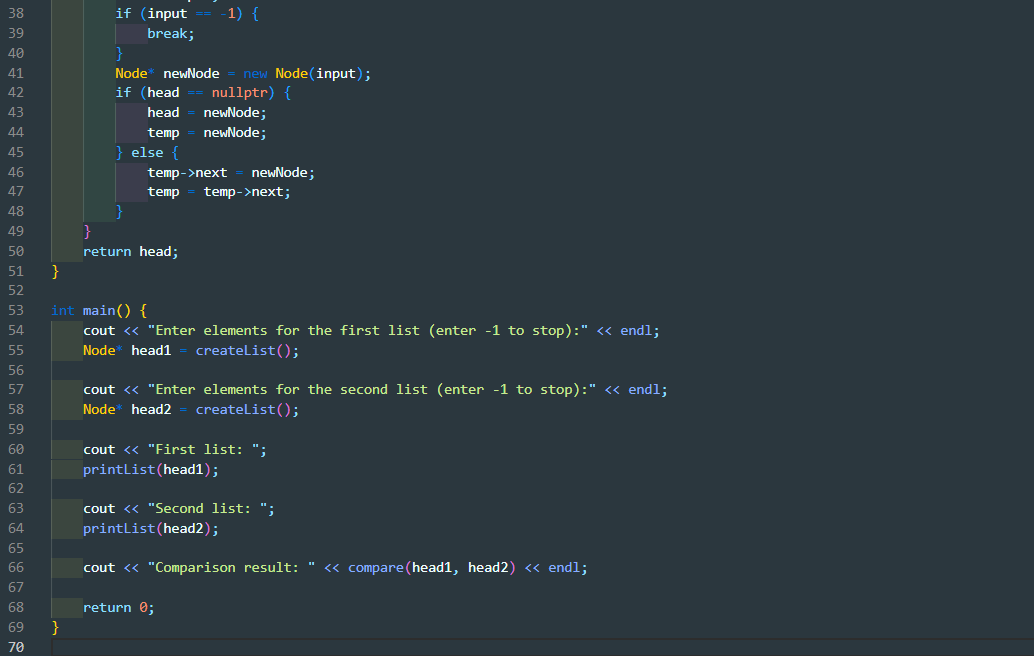 38 if (input == -1) {
39 break;
40 }
41 Node* newNode = new Node(input);
42 if (head == nullptr) {
43 head = newNode;
44 temp = newNode;
45 } else {
46 temp->next = newNode;
47 temp = temp->next;
48 }
49 }
50 return head;
51 }
52
53 int main() {
54 cout << "Enter elements for the first list (enter -1 to stop):" << endl;
55 Node* head1 = createList();
56
57 cout << "Enter elements for the second list (enter -1 to stop):" << endl;
58 Node* head2 = createList();
59
60 cout << "First list: ";
61 printList(head1);
62
63 cout << "Second list: ";
64 printList(head2);
65
66 cout << "Comparison result: " << compare(head1, head2) << endl;
67
68 return 0;
69 }
70